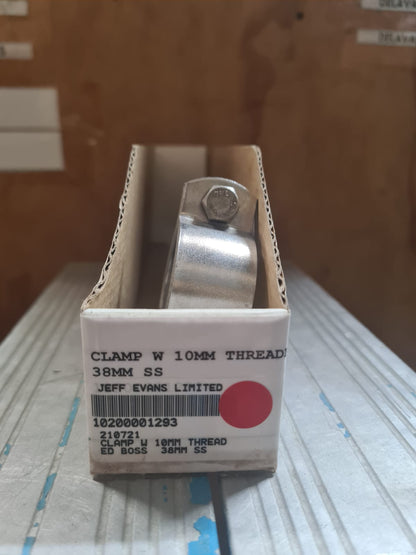 CLAMP W 10MM THREAD
38MM SS
JEFF EVANS LIMITED
10200001293
210721
CLAMP W 10MM THREAD
ED BOSS 38MM SS